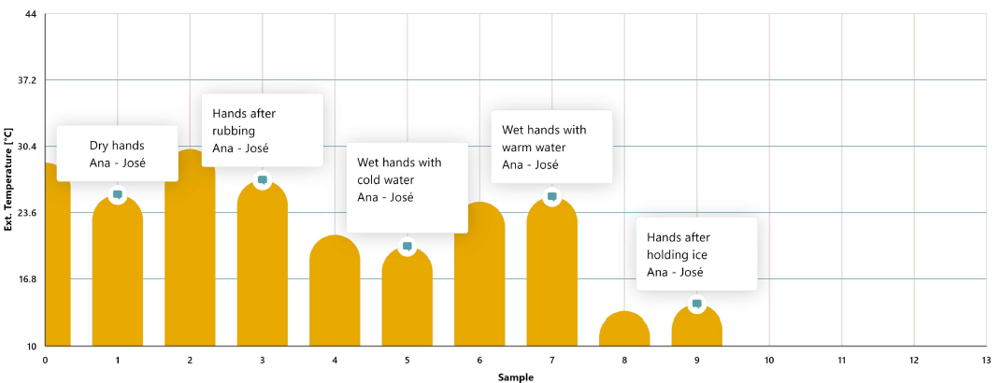 44
37.2
30.4
23.6
16.8
10
Ext. Temperature [°C]
Dry hands
Ana - José
Hands after
rubbing
Ana - José
Wet hands with
cold water
Ana - José
Wet hands with
warm water
Ana - José
Hands after
holding ice
Ana - José
0 1 2 3 4 5 6 7 8 9 10 11 12 13
Sample